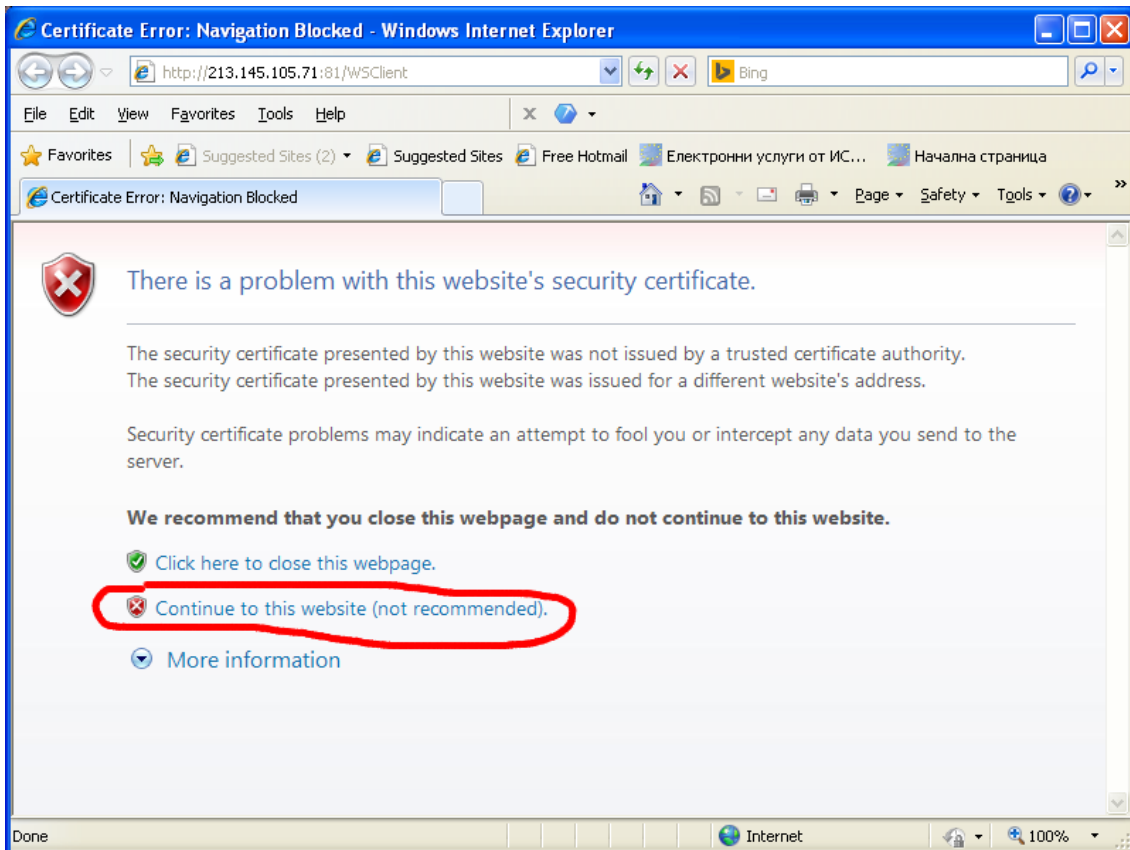 Certificate Error: Navigation Blocked - Windows Internet Explorer
http://213.145.105.71:81/WSClient
Bing
File Edit View Favorites Tools Help
Favorites Suggested Sites (2) Suggested Sites Free Hotmail Електронни услуги от ИС... Начална страница
Certificate Error: Navigation Blocked
Page Safety Tools
There is a problem with this website's security certificate.
The security certificate presented by this website was not issued by a trusted certificate authority.
The security certificate presented by this website was issued for a different website's address.
Security certificate problems may indicate an attempt to fool you or intercept any data you send to the
server.
We recommend that you close this webpage and do not continue to this website.
Click here to close this webpage.
Continue to this website (not recommended).
More information
Done Internet 100%